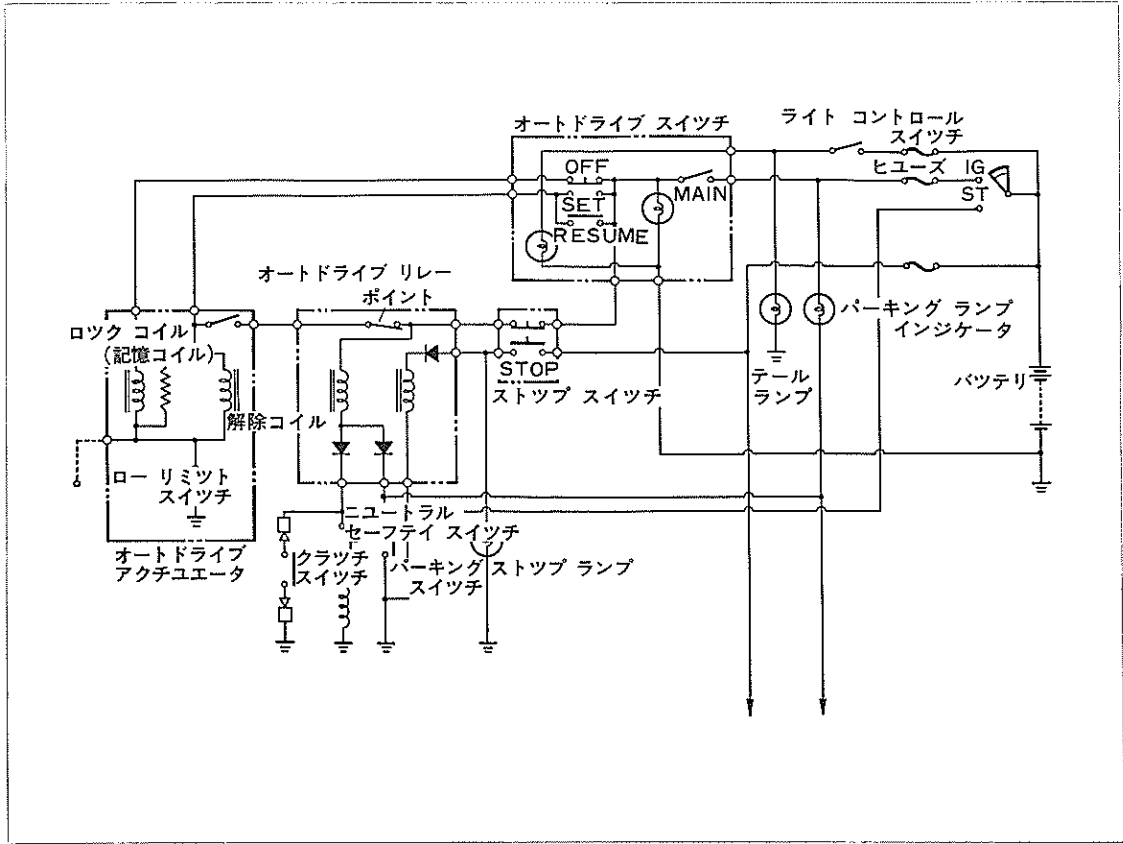 オートドライブ スイッチ
ライト コントロール
スイッチ
OFF
MAIN
ヒユーズ
IG
ST
SET
RESUME
オートドライブ リレー
ポイント
ロツク コイル
(記憶コイル)
解除コイル
STOP
ストツプ スイッチ
パーキング ランプ
インジケータ
テール
ランプ
バツテリ
ロー リミツト
スイッチ
ニユートラル
セーフテイ スイッチ
オートドライブ
アクチユエータ
クラツチ
スイッチ
パーキング
スイッチ
ストツプ ランプ